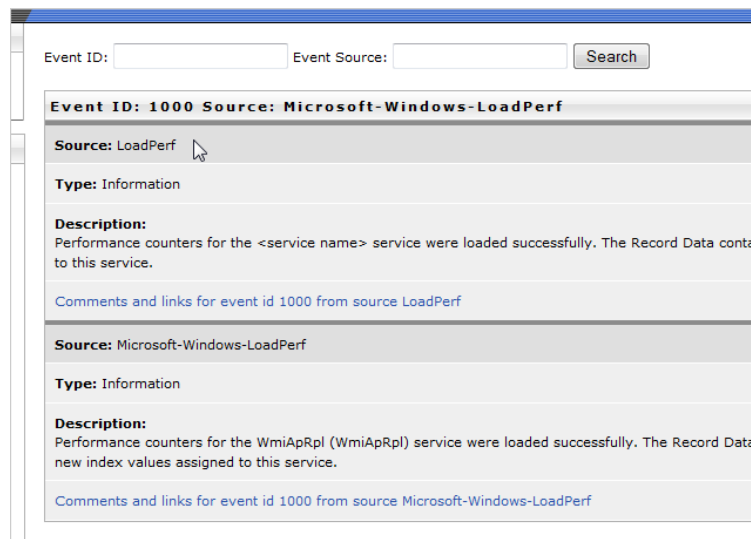 Event ID: Event Source: Search
Event ID: 1000 Source: Microsoft-Windows-LoadPerf
Source: LoadPerf
Type: Information
Description:
Performance counters for the <service name> service were loaded successfully. The Record Data
to this service.
Comments and links for event id 1000 from source LoadPerf
Source: Microsoft-Windows-LoadPerf
Type: Information
Description:
Performance counters for the WmiApRpl (WmiApRpl) service were loaded successfully. The Record Data
new index values assigned to this service.
Comments and links for event id 1000 from source Microsoft-Windows-LoadPerf